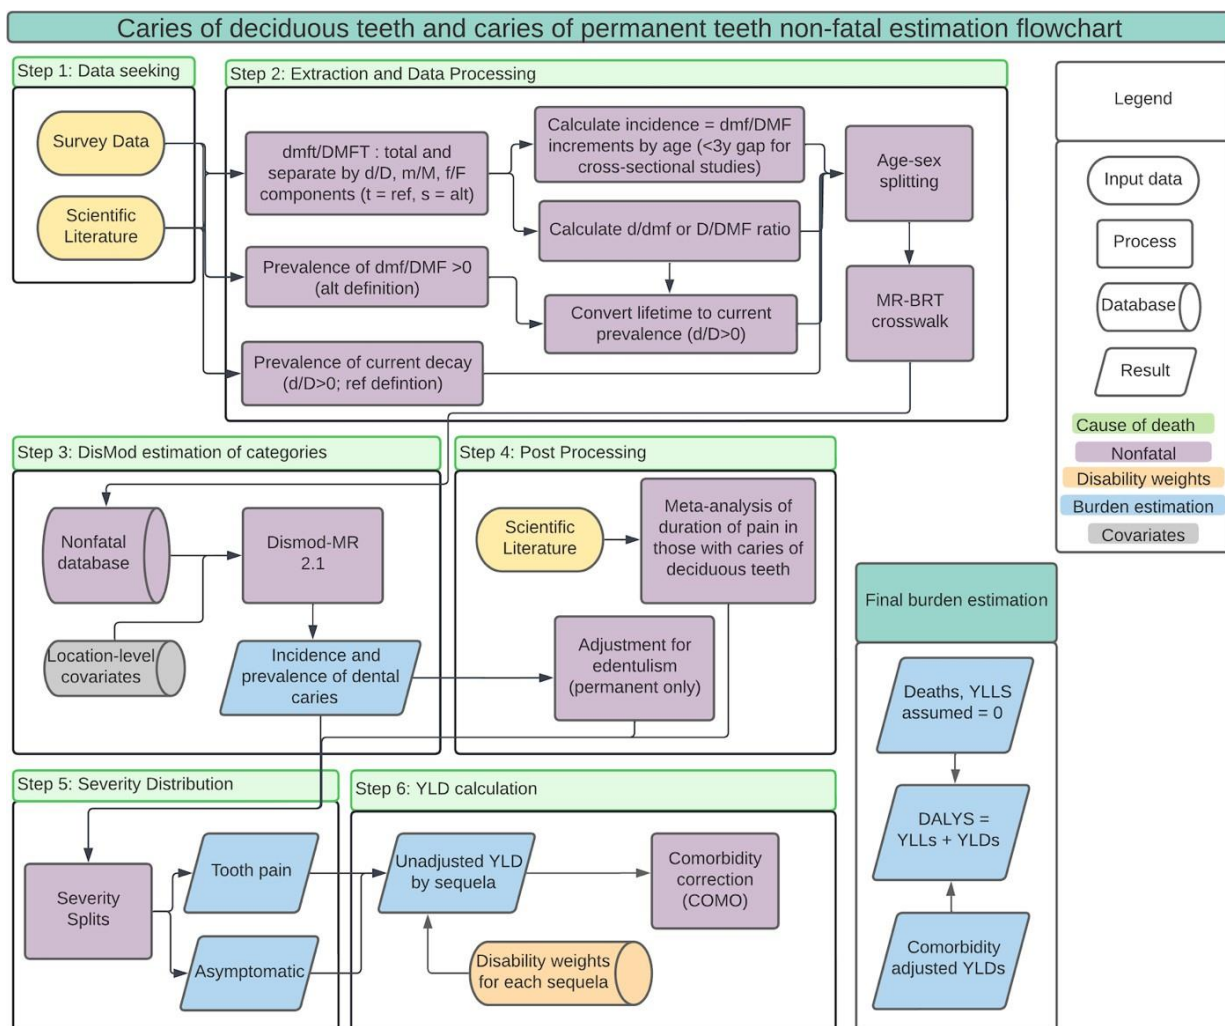 Caries of deciduous teeth and caries of permanent teeth non-fatal estimation flowchart
Step 1: Data seeking
Survey Data
Scientific
Literature
Step 2: Extraction and Data Processing
dmft/DMFT : total and
separate by d/D, m/M, f/F
components (t = ref, s = alt)
Prevalence of dmf/DMF >0
(alt definition)
Prevalence of current decay
(d/D>0; ref defintion)
Calculate incidence = dmf/DMF
increments by age (<3y gap for
cross-sectional studies)
Calculate d/dmf or D/DMF ratio
Convert lifetime to current
prevalence (d/D>0)
Age-sex
splitting
MR-BRT
crosswalk
Legend
Input data
Process
Database
Result
Cause of death
Nonfatal
Disability weights
Burden estimation
Covariates
Step 3: DisMod estimation of categories
Nonfatal
database
Dismod-MR
2.1
Location-level
covariates
Incidence and
prevalence of dental
caries
Step 4: Post Processing
Scientific
Literature
Meta-analysis of
duration of pain in
those with caries of
deciduous teeth
Adjustment for
edentulism
(permanent only)
Step 5: Severity Distribution
Severity
Splits
Tooth pain
Asymptomatic
Step 6: YLD calculation
Unadjusted YLD
by sequela
Comorbidity
correction
(COMO)
Disability weights
for each sequela
Final burden estimation
Deaths, YLLS
assumed = 0
DALYS =
YLLs + YLDs
Comorbidity
adjusted YLDs